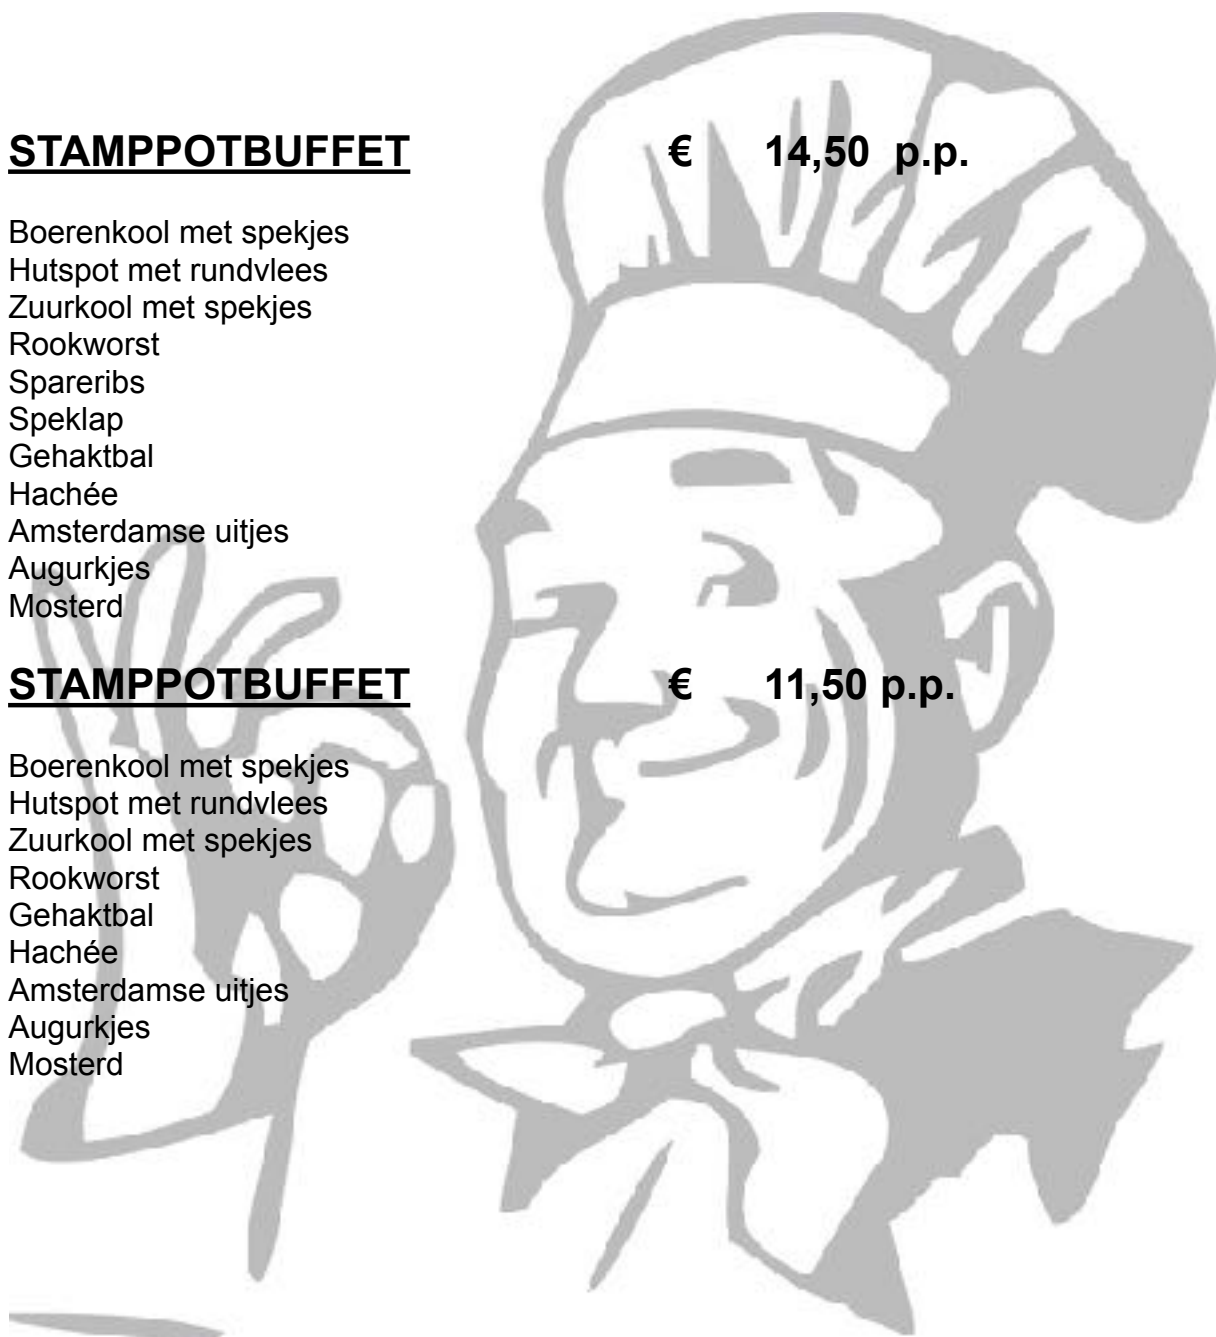 STAMPPOTBUFFET € 14,50 p.p.
Boerenkool met spekjes
Hutspot met rundvlees
Zuurkool met spekjes
Rookworst
Spareribs
Speklap
Gehaktbal
Hachée
Amsterdamse uitjes
Augurkjes
Mosterd
STAMPPOTBUFFET € 11,50 p.p.
Boerenkool met spekjes
Hutspot met rundvlees
Zuurkool met spekjes
Rookworst
Gehaktbal
Hachée
Amsterdamse uitjes
Augurkjes
Mosterd